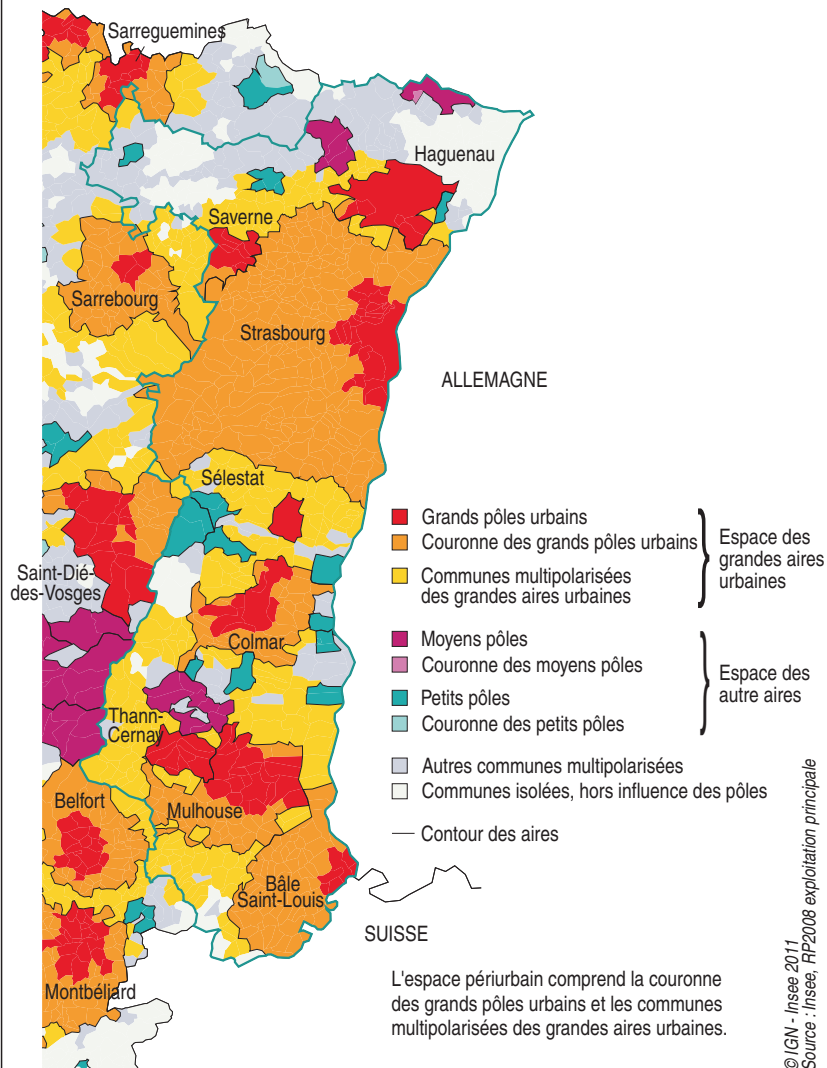 Sarreguemines
Haguenau
Saverne
Sarrebourg
Strasbourg
ALLEMAGNE
Sélestat
Grands pôles urbains
Couronne des grands pôles urbains
Communes multipolarisées
des grandes aires urbaines
Espace des
grandes aires
urbaines
Saint-Dié-
des-Vosges
Colmar
Moyens pôles
Couronne des moyens pôles
Petits pôles
Couronne des petits pôles
Espace des
autre aires
Thann-
Cernay
Autres communes multipolarisées
Communes isolées, hors influence des pôles
Contour des aires
Belfort
Mulhouse
Bâle
Saint-Louis
SUISSE
Montbéliard
L'espace périurbain comprend la couronne
des grands pôles urbains et les communes
multipolarisées des grandes aires urbaines.
© IGN - Insee 2011
Source : Insee, RP2008 exploitation principale